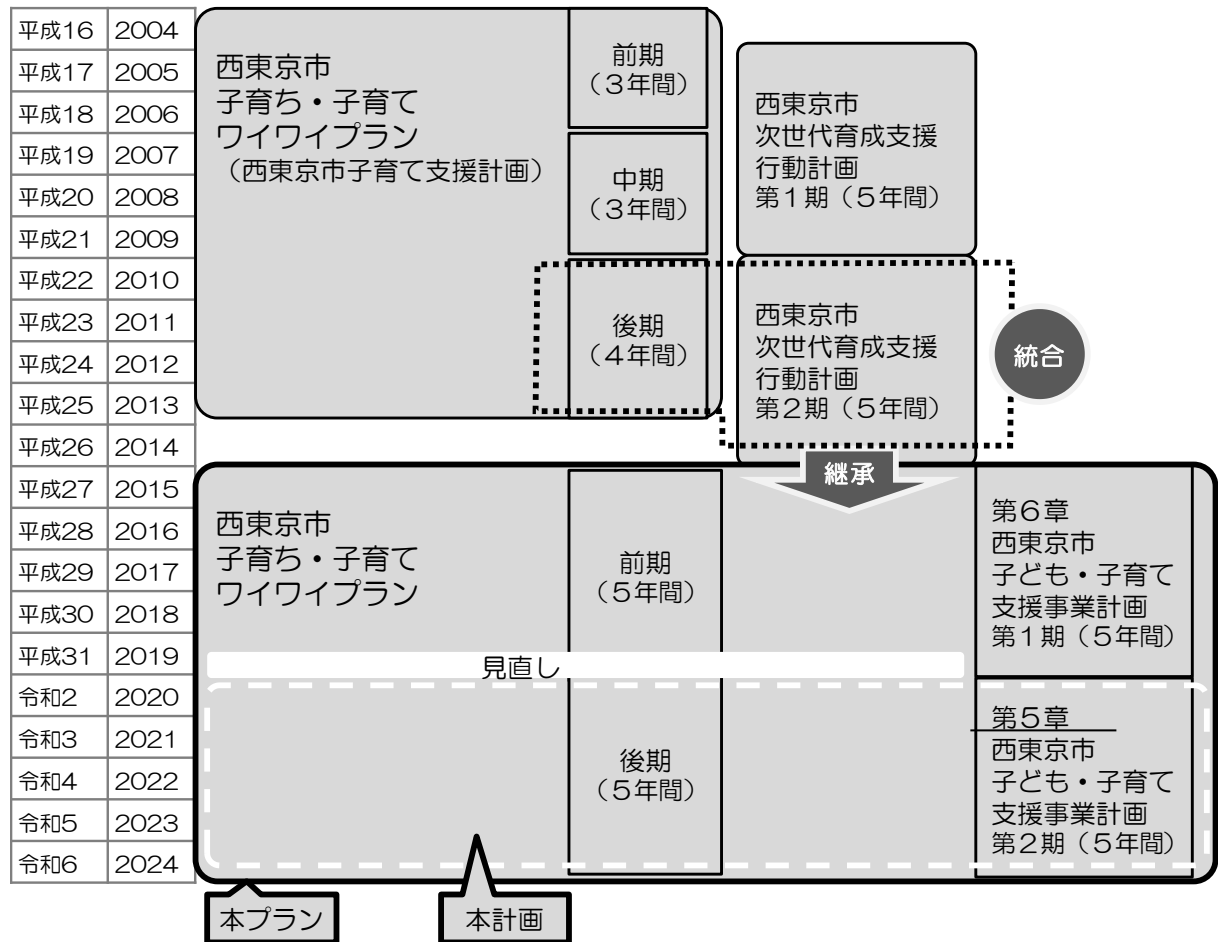 平成16 2004
平成17 2005
平成18 2006
平成19 2007
平成20 2008
平成21 2009
平成22 2010
平成23 2011
平成24 2012
平成25 2013
平成26 2014
平成27 2015
平成28 2016
平成29 2017
平成30 2018
平成31 2019
令和2 2020
令和3 2021
令和4 2022
令和5 2023
令和6 2024
西東京市
子育ち・子育て
ワイワイプラン
（西東京市子育て支援計画）
前期
（３年間）
中期
（３年間）
後期
（４年間）
西東京市
次世代育成支援
行動計画
第１期（５年間）
西東京市
次世代育成支援
行動計画
第２期（５年間）
統合
継承
西東京市
子育ち・子育て
ワイワイプラン
前期
（５年間）
見直し
後期
（５年間）
第６章
西東京市
子ども・子育て
支援事業計画
第１期（５年間）
第５章
西東京市
子ども・子育て
支援事業計画
第２期（５年間）
本プラン
本計画